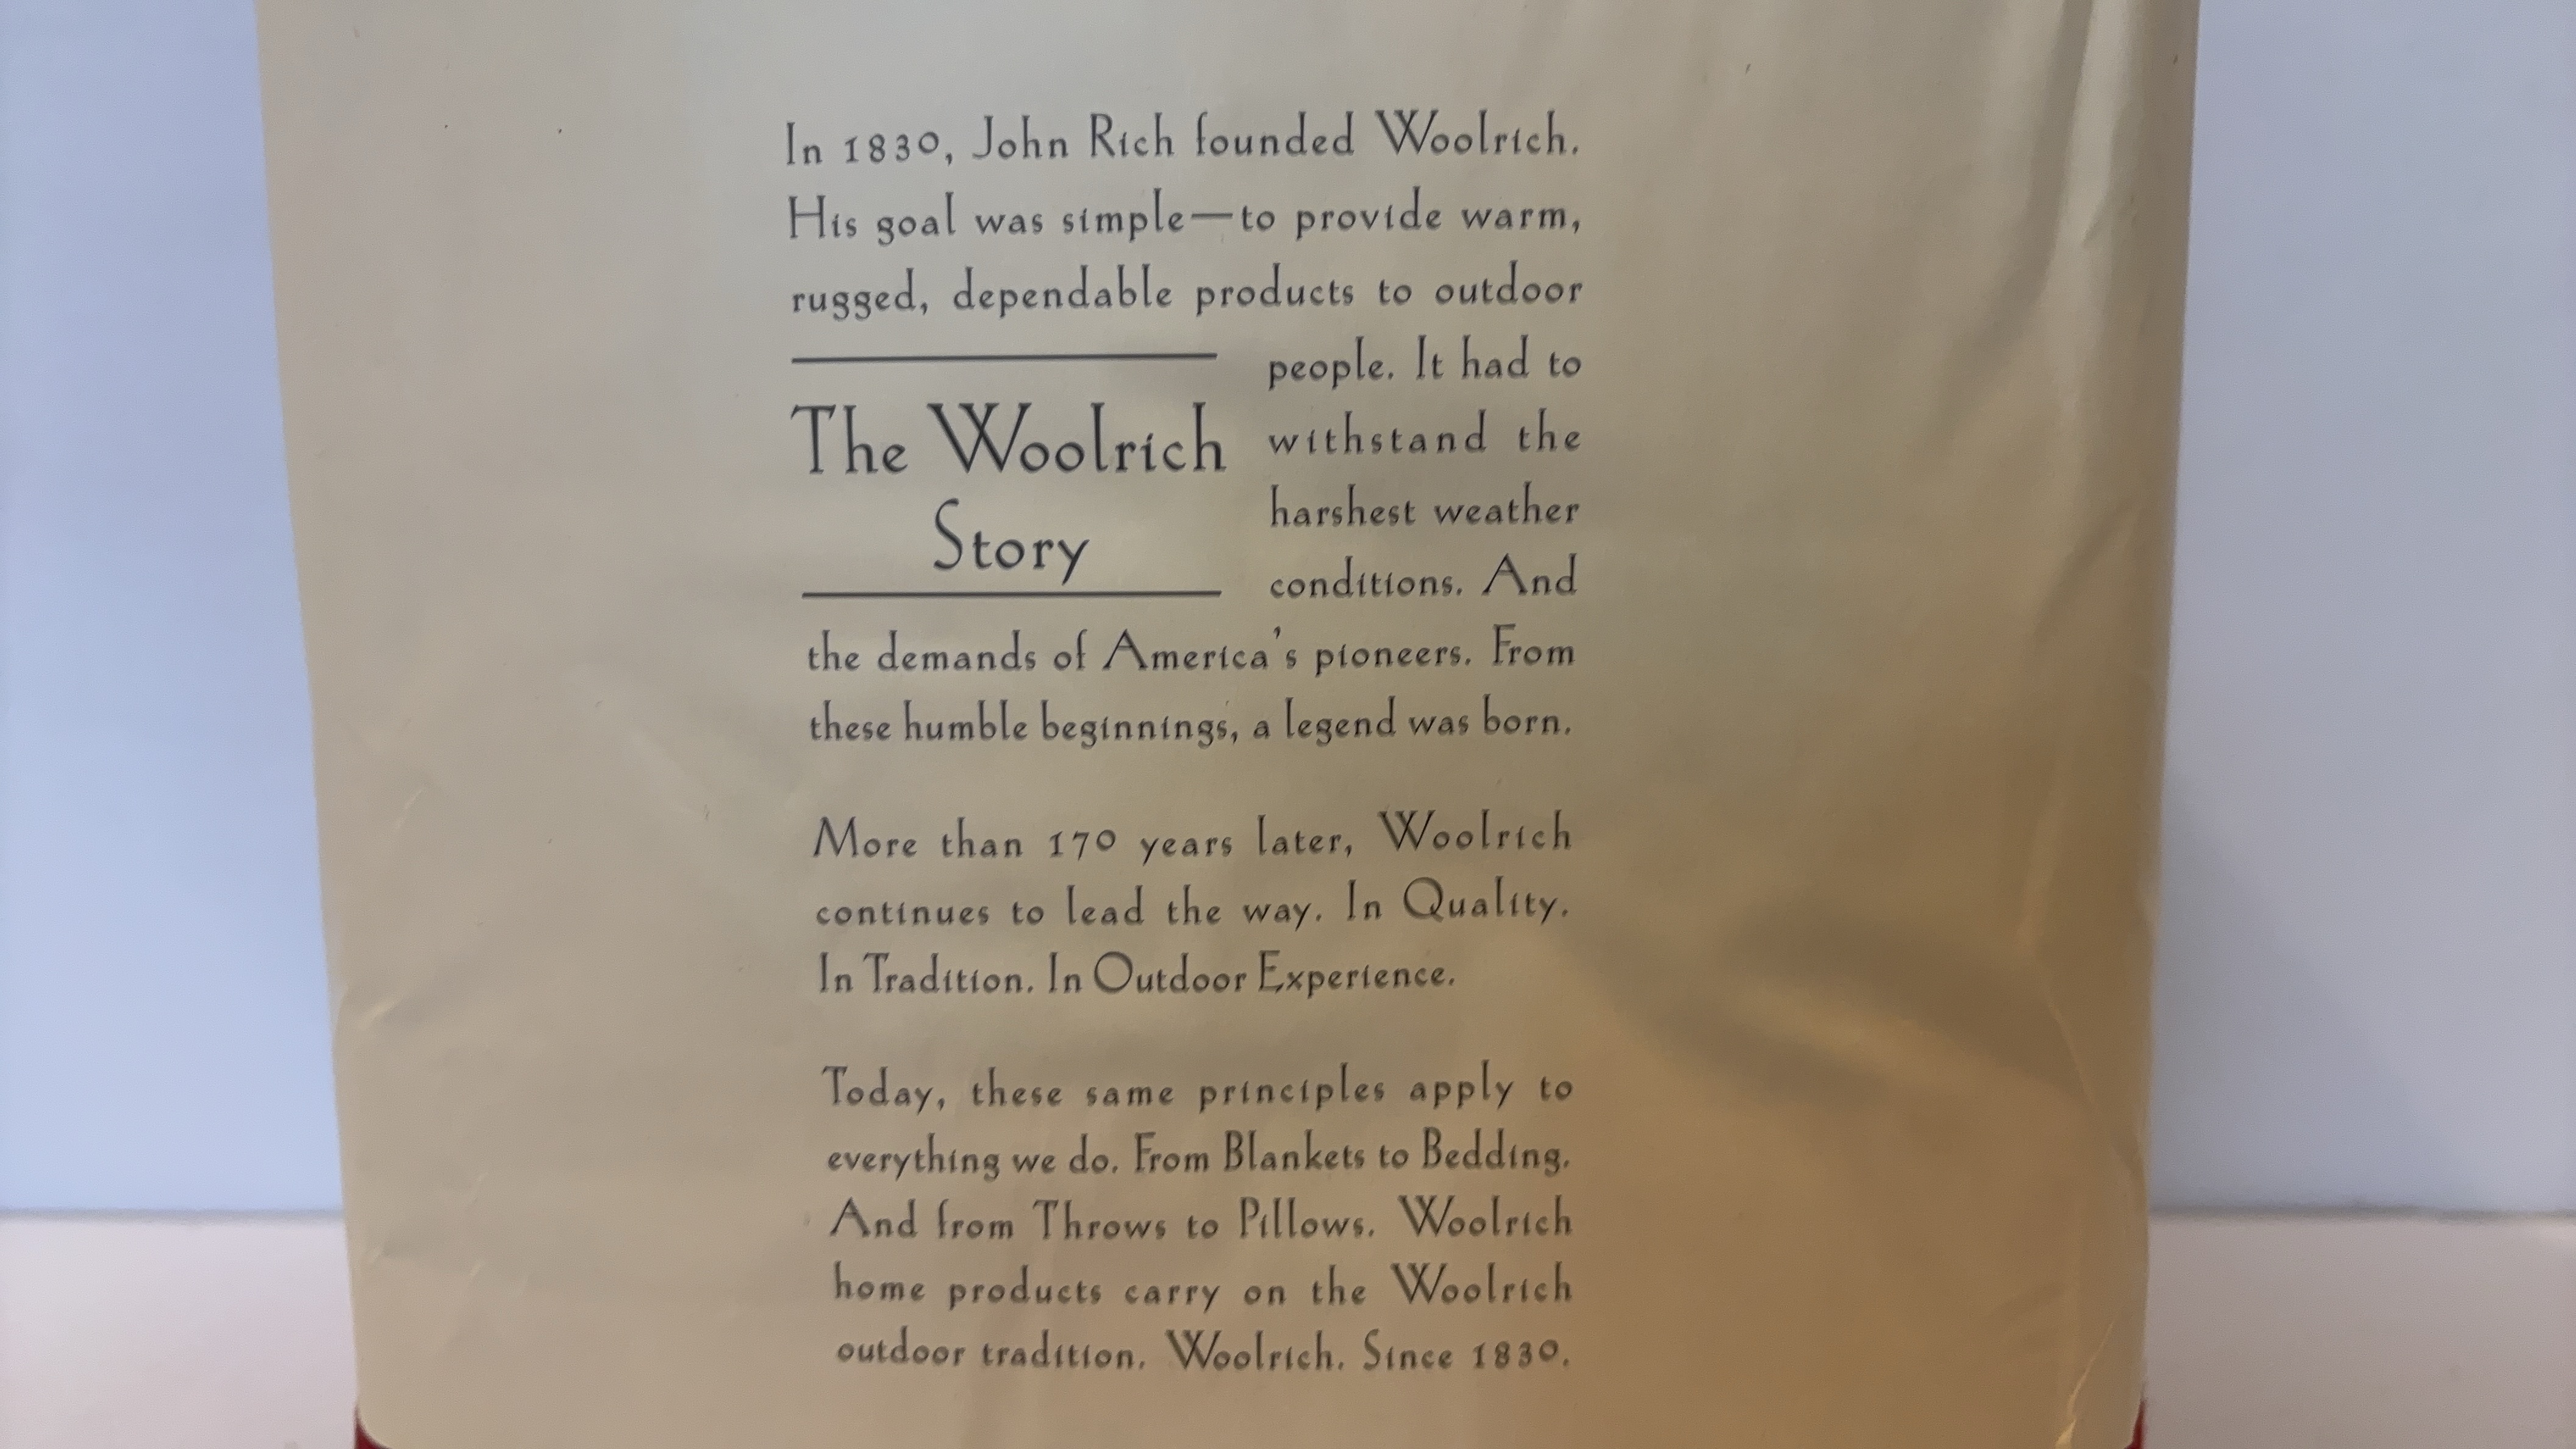 In 1830, John Rich founded Woolrich.
His goal was simple—to provide warm,
rugged, dependable products to outdoor
The Woolrich
Story
people. It had to
withstand the
harshest weather
conditions. And
the demands of America's pioneers. From
these humble beginnings, a legend was born.
More than 170 years later, Woolrich
continues to lead the way. In Quality.
In Tradition. In Outdoor Experience.
Today, these same principles apply to
everything we do. From Blankets to Bedding.
And from Throws to Pillows. Woolrich
home products carry on the Woolrich
outdoor tradition. Woolrich. Since 1830.